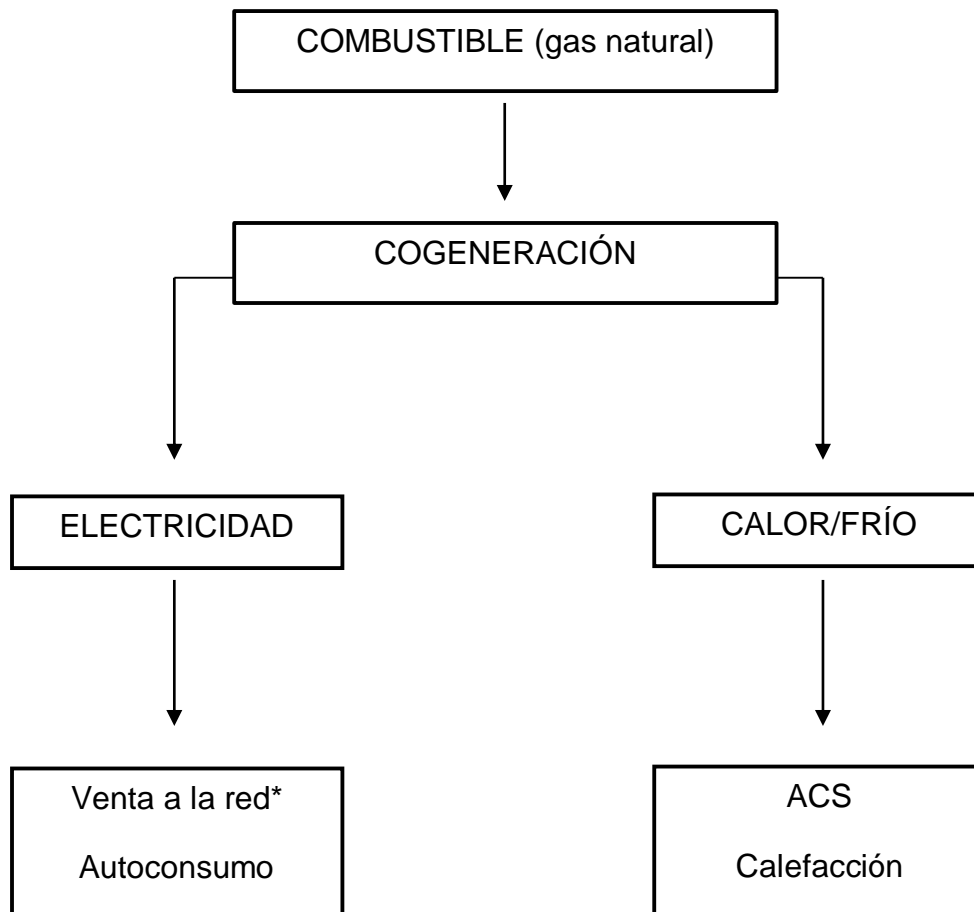 COMBUSTIBLE (gas natural)
COGENERACIÓN
ELECTRICIDAD
CALOR/FRÍO
Venta a la red*
Autoconsumo
ACS
Calefacción